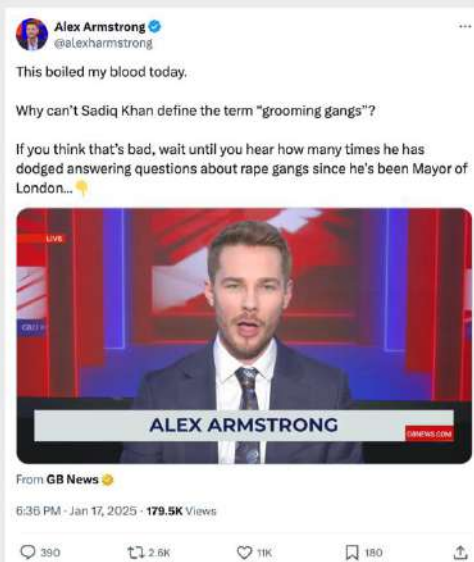 Alex Armstrong
@alexharmstrong
This boiled my blood today.
Why can't Sadiq Khan define the term "grooming gangs"?
If you think that's bad, wait until you hear how many times he has
dodged answering questions about rape gangs since he's been Mayor of
London...
LIVE
ALEX ARMSTRONG
GBNEWS.COM
From GB News
6:36 PM · Jan 17, 2025 · 179.5K Views
390 2.6K 11K 180